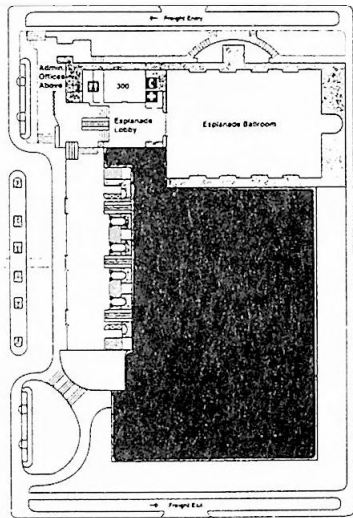 Freight Entry
Admin
Offices
Above
300
Esplanade
Lobby
Esplanade Ballroom
Freight Exit